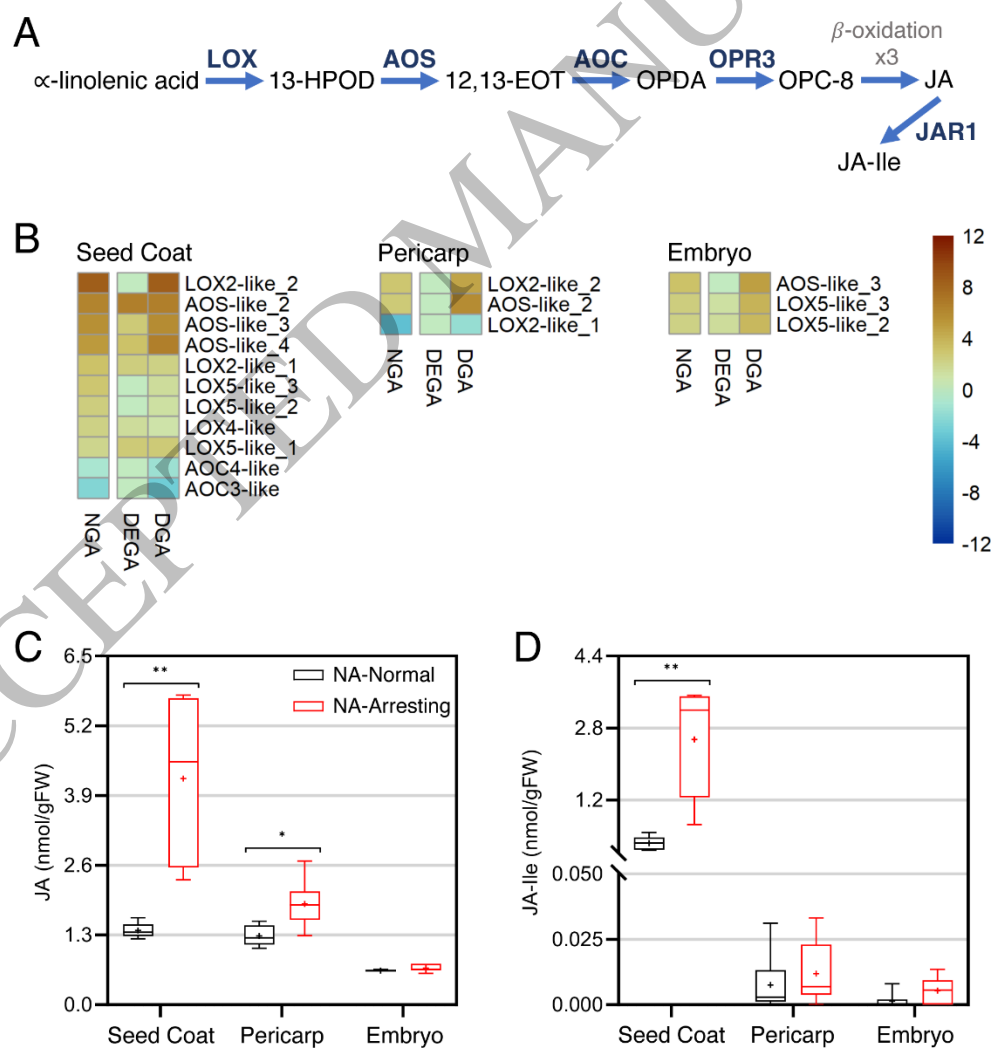 A
α-linolenic acid LOX 13-HPOD AOS 12,13-EOT AOC OPDA OPR3 OPC-8 β-oxidation x3 JA
JAR1
JA-Ile
B
Seed Coat
LOX2-like_2
AOS-like_2
AOS-like_3
AOS-like_4
LOX2-like_1
LOX5-like_3
LOX5-like_2
LOX4-like
LOX5-like_1
AOC4-like
AOC3-like
NGA DEGA DGA
Pericarp
LOX2-like_2
AOS-like_2
LOX2-like_1
NGA DEGA DGA
Embryo
AOS-like_3
LOX5-like_3
LOX5-like_2
NGA DEGA DGA
12
8
4
0
-4
-8
-12
C
JA (nmol/gFW)
6.5
5.2
3.9
2.6
1.3
0.0
**
*
NA-Normal
NA-Arresting
Seed Coat Pericarp Embryo
D
JA-Ile (nmol/gFW)
4.4
2.8
1.2
0.050
0.025
0.000
**
Seed Coat Pericarp Embryo
CCEPTED MANU